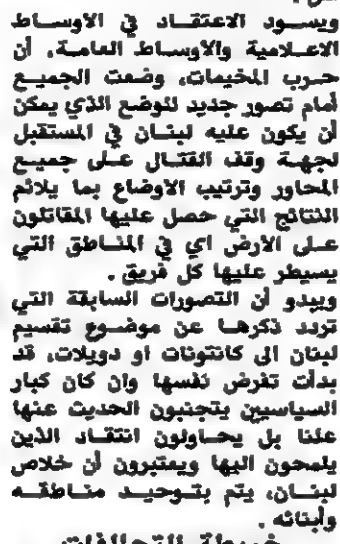 ويسود الاعتقاد في الاوساط
الاعلامية والاوساط العامة، أن
حرب المخيمات، وضعت الجميع
أمام تصور جديد للوضع الذي يمكن
أن يكون عليه لبنان في المستقبل
لجهة وقف القتال على جميع
المحاور وترتيب الأوضاع بما يلائم
النتائج التي حصل عليها المقاتلون
على الأرض اي في المناطق التي
يسيطر عليها كل فريق.
ويبدو أن التصورات السابقة التي
تردد ذكرها عن موضوع تقسيم
لبنان الى كانتونات او دويلات، قد
بدأت تفرض نفسها وان كان كبار
السياسيين يتجنبون الحديث عنها
علنا بل يحاولون انتقاد الذين
يلمحون اليها ويعتبرون أن خلاص
لبنان، يتم بتوحيد مناطقه
وأبنائه.
خريطة التحالفات